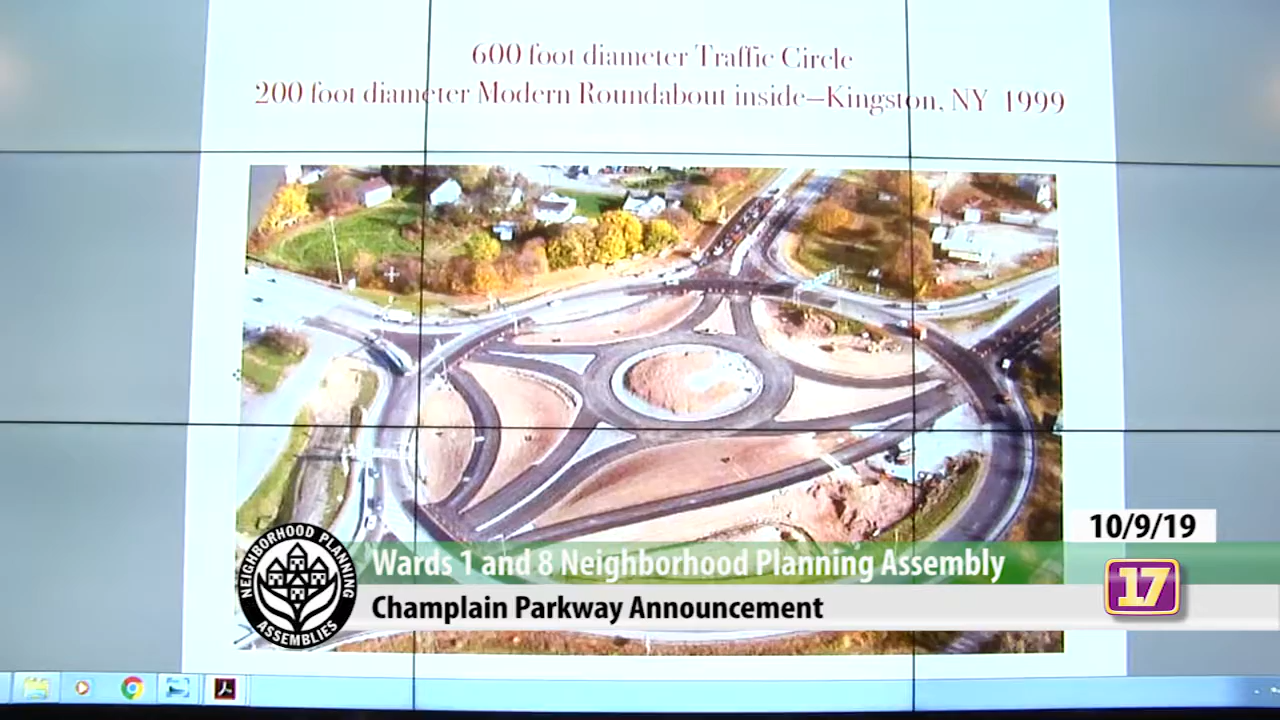 600 foot diameter Traffic Circle
200 foot diameter Modern Roundabout inside—Kingston, NY 1999
10/9/19
NEIGHBORHOOD PLANNING
ASSEMBLIES
Wards 1 and 8 Neighborhood Planning Assembly
17
Champlain Parkway Announcement